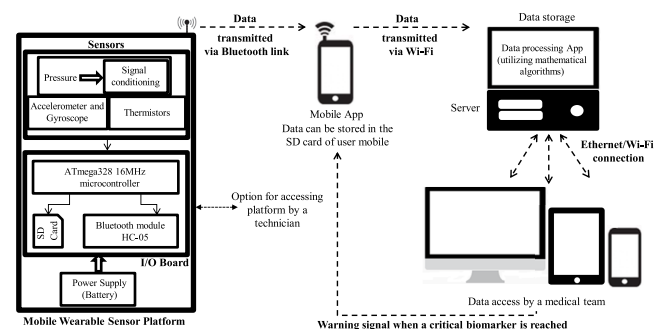 Sensors
Pressure
Signal
conditioning
Accelerometer and
Gyroscope
Thermistors
ATmega328 16MHz
microcontroller
SD
Card
Bluetooth module
HC-05
I/O Board
Power Supply
(Battery)
Mobile Wearable Sensor Platform
Data
transmitted
via Bluetooth link
Mobile App
Data can be stored in the
SD card of user mobile
Option for accessing
platform by a
technician
Data
transmitted
via Wi-Fi
Data storage
Data processing App
(utilizing mathematical
algorithms)
Server
Ethernet/Wi-Fi
connection
Data access by a medical team
Warning signal when a critical biomarker is reached